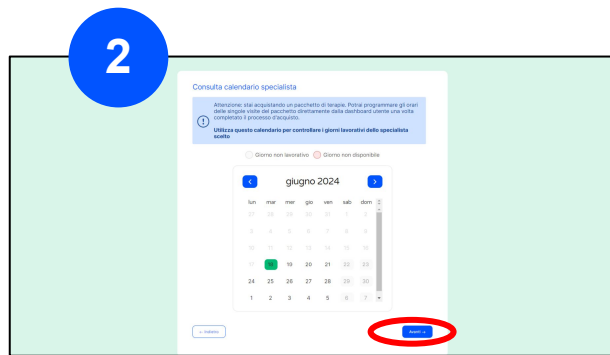 2
Consulta calendario specialista
Attenzione: stai acquistando un pacchetto di terapie. Potrai programmare gli orari
delle singole visite del pacchetto direttamente dalla dashboard utente una volta
completato il processo d'acquisto.
Utilizza questo calendario per controllare i giorni lavorativi dello specialista
scelto
Giorno non lavorativo Giorno non disponibile
giugno 2024
lun mar mer gio ven sab dom
27 28 29 30 31 1 2
3 4 5 6 7 8 9
10 11 12 13 14 15 16
17 18 19 20 21 22 23
24 25 26 27 28 29 30
1 2 3 4 5 6 7
← Indietro Avanti →